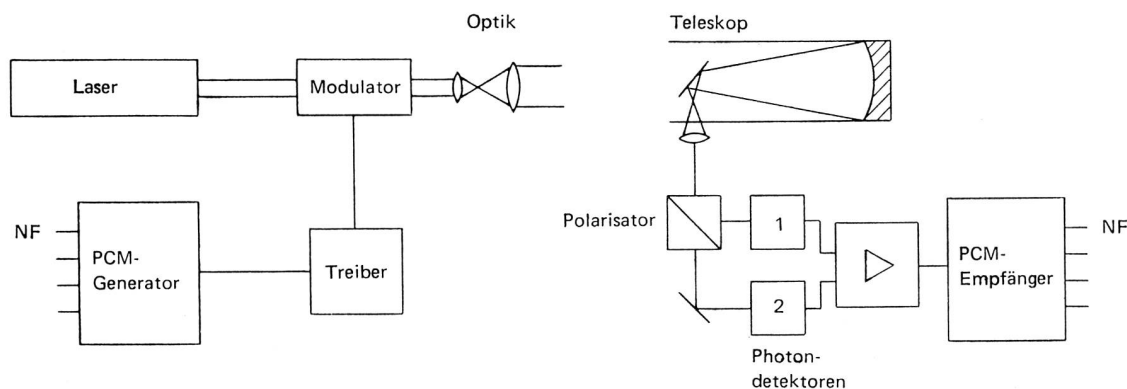 Optik
Teleskop
Laser
Modulator
NF
PCM-
Generator
Treiber
Polarisator
1
2
Photon-
detektoren
PCM-
Empfänger
NF